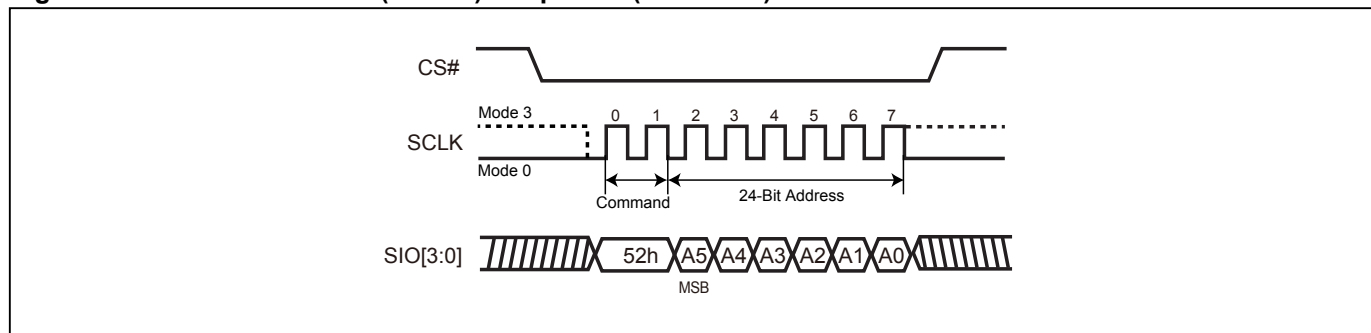 CS#
Mode 3
0 1 2 3 4 5 6 7
SCLK
Mode 0
Command
24-Bit Address
SIO[3:0]
52h A5 A4 A3 A2 A1 A0
MSB